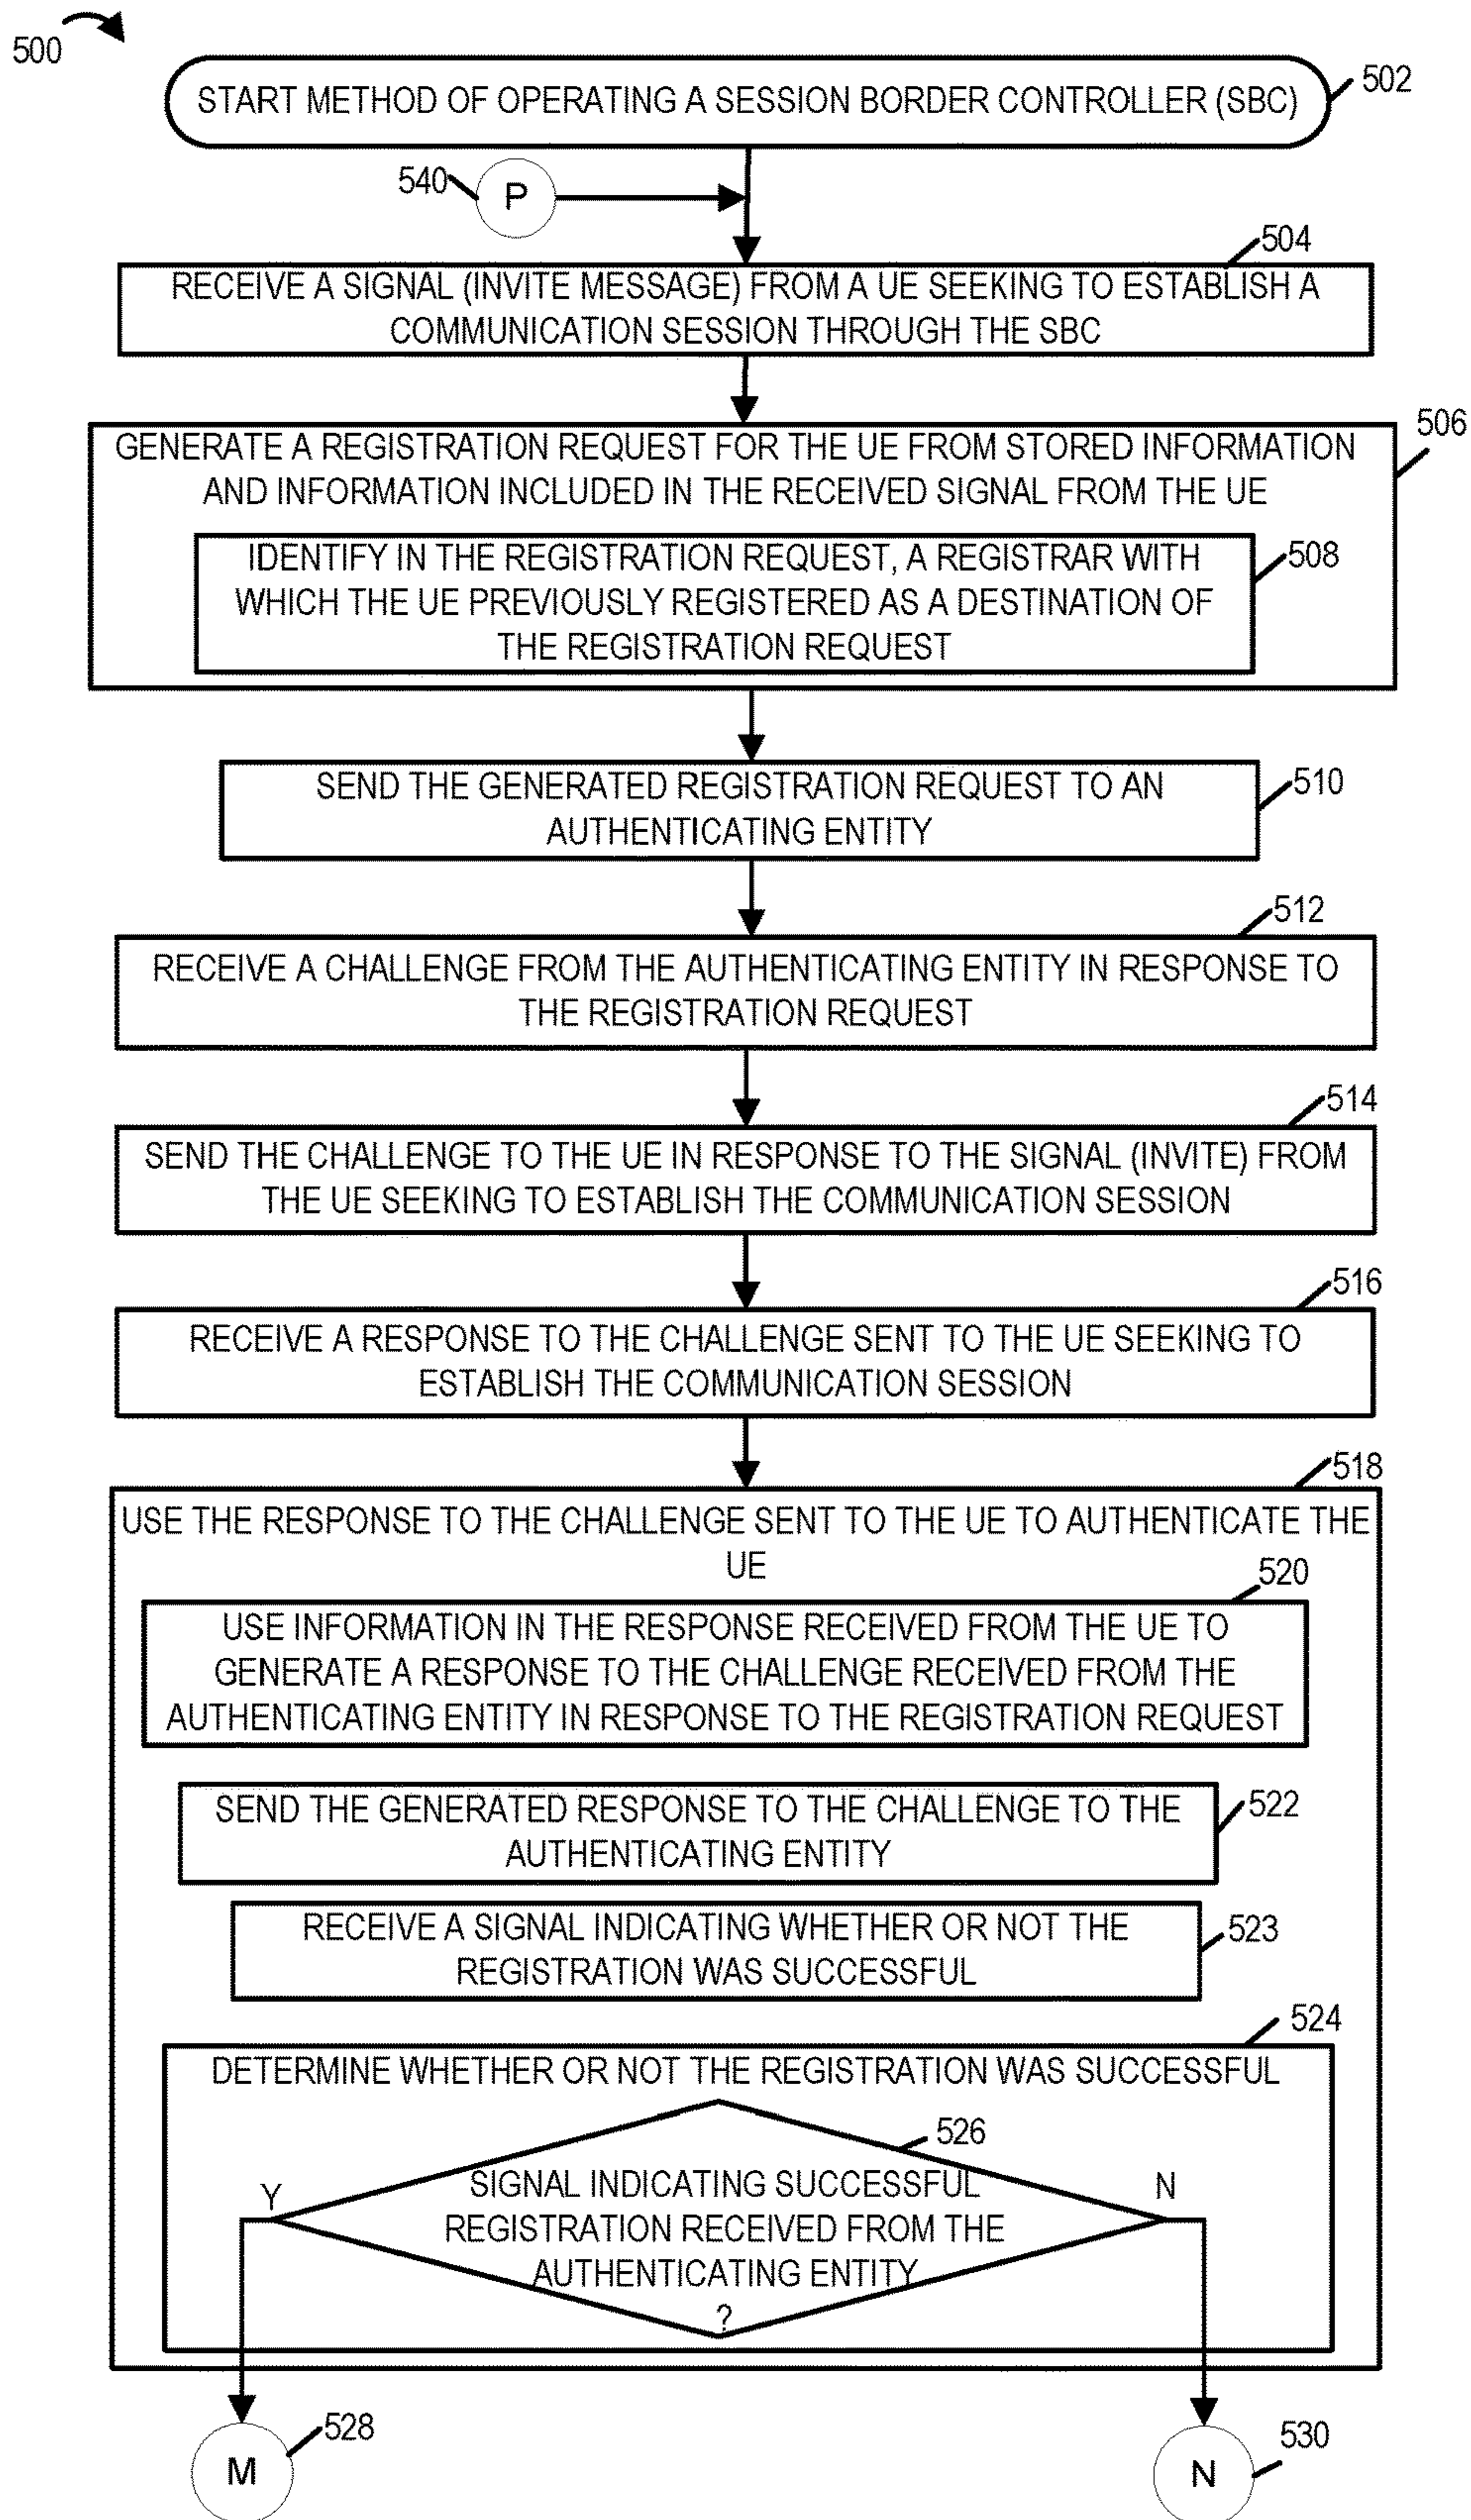 500
START METHOD OF OPERATING A SESSION BORDER CONTROLLER (SBC)
502
540
P
504
RECEIVE A SIGNAL (INVITE MESSAGE) FROM A UE SEEKING TO ESTABLISH A
COMMUNICATION SESSION THROUGH THE SBC
506
GENERATE A REGISTRATION REQUEST FOR THE UE FROM STORED INFORMATION
AND INFORMATION INCLUDED IN THE RECEIVED SIGNAL FROM THE UE
508
IDENTIFY IN THE REGISTRATION REQUEST, A REGISTRAR WITH
WHICH THE UE PREVIOUSLY REGISTERED AS A DESTINATION OF
THE REGISTRATION REQUEST
510
SEND THE GENERATED REGISTRATION REQUEST TO AN
AUTHENTICATING ENTITY
512
RECEIVE A CHALLENGE FROM THE AUTHENTICATING ENTITY IN RESPONSE TO
THE REGISTRATION REQUEST
514
SEND THE CHALLENGE TO THE UE IN RESPONSE TO THE SIGNAL (INVITE) FROM
THE UE SEEKING TO ESTABLISH THE COMMUNICATION SESSION
516
RECEIVE A RESPONSE TO THE CHALLENGE SENT TO THE UE SEEKING TO
ESTABLISH THE COMMUNICATION SESSION
518
USE THE RESPONSE TO THE CHALLENGE SENT TO THE UE TO AUTHENTICATE THE
UE
520
USE INFORMATION IN THE RESPONSE RECEIVED FROM THE UE TO
GENERATE A RESPONSE TO THE CHALLENGE RECEIVED FROM THE
AUTHENTICATING ENTITY IN RESPONSE TO THE REGISTRATION REQUEST
522
SEND THE GENERATED RESPONSE TO THE CHALLENGE TO THE
AUTHENTICATING ENTITY
523
RECEIVE A SIGNAL INDICATING WHETHER OR NOT THE
REGISTRATION WAS SUCCESSFUL
524
DETERMINE WHETHER OR NOT THE REGISTRATION WAS SUCCESSFUL
526
Y
N
SIGNAL INDICATING SUCCESSFUL
REGISTRATION RECEIVED FROM THE
AUTHENTICATING ENTITY
?
528
M
530
N